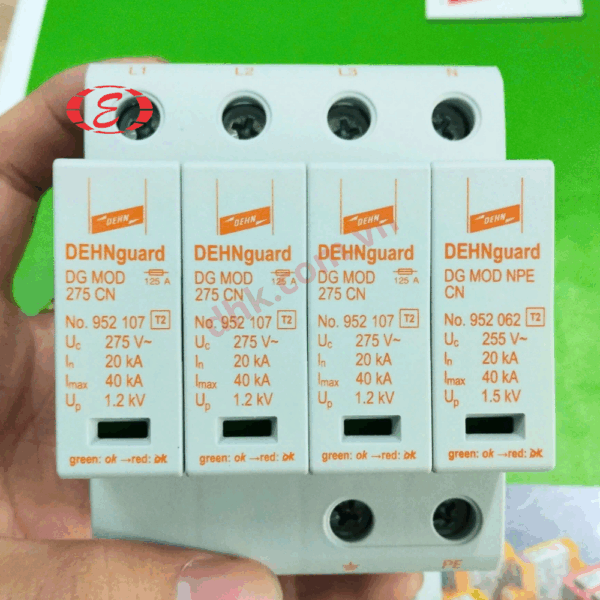 L1 L2 L3 N
E
DEHN
DEHNguard
DG MOD 125 A
275 CN
No. 952 107 T2
Uc 275 V~
In 20 kA
Imax 40 kA
Up 1.2 kV
green: ok →red: ok
DEHN
DEHNguard
DG MOD 125 A
275 CN
No. 952 107 T2
Uc 275 V~
In 20 kA
Imax 40 kA
Up 1.2 kV
green: ok →red: ok
DEHN
DEHNguard
DG MOD 125 A
275 CN
No. 952 107 T2
Uc 275 V~
In 20 kA
Imax 40 kA
Up 1.2 kV
green: ok →red: ok
DEHN
DEHNguard
DG MOD NPE
CN
No. 952 062 T2
Uc 255 V~
In 20 kA
Imax 40 kA
Up 1.5 kV
green: ok →red: ok
PE
dhk.com.vn